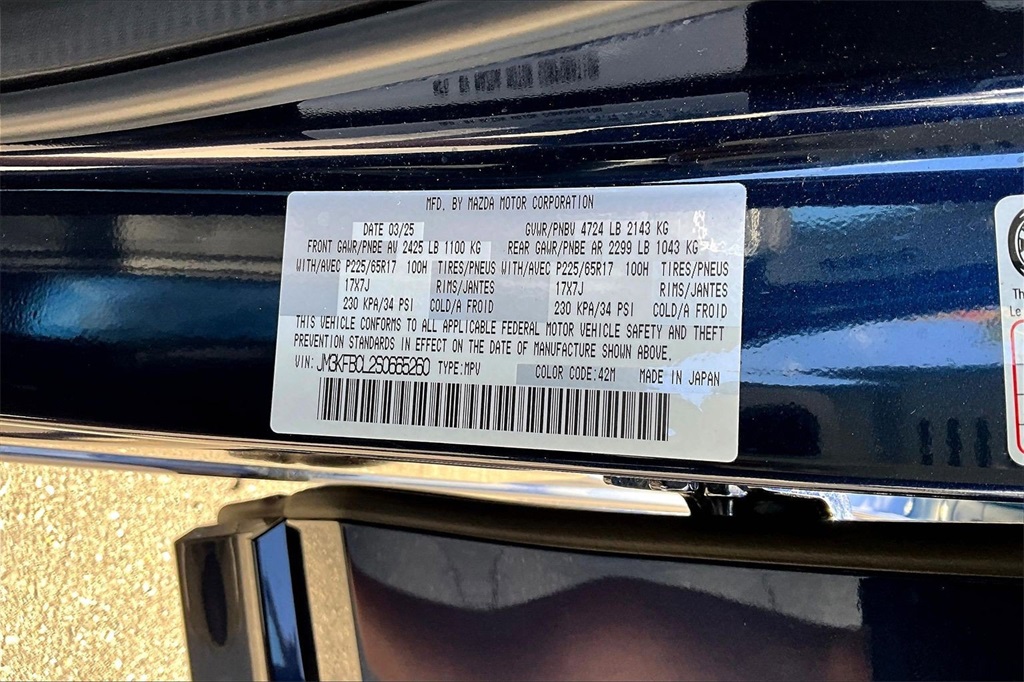 MFD. BY MAZDA MOTOR CORPORATION
DATE 03/25 GVWR/PNBV 4724 LB 2143 KG
FRONT GAWR/PNBE AV 2425 LB 1100 KG REAR GAWR/PNBE AR 2299 LB 1043 KG
WITH/AVEC P225/65R17 100H TIRES/PNEUS WITH/AVEC P225/65R17 100H TIRES/PNEUS
17X7J RIMS/JANTES 17X7J RIMS/JANTES
230 KPA/34 PSI COLD/A FROID 230 KPA/34 PSI COLD/A FROID
THIS VEHICLE CONFORMS TO ALL APPLICABLE FEDERAL MOTOR VEHICLE SAFETY AND THEFT
PREVENTION STANDARDS IN EFFECT ON THE DATE OF MANUFACTURE SHOWN ABOVE.
VIN: JM3KFBCL2S0665260 TYPE:MPV COLOR CODE:42M MADE IN JAPAN
Th
Le